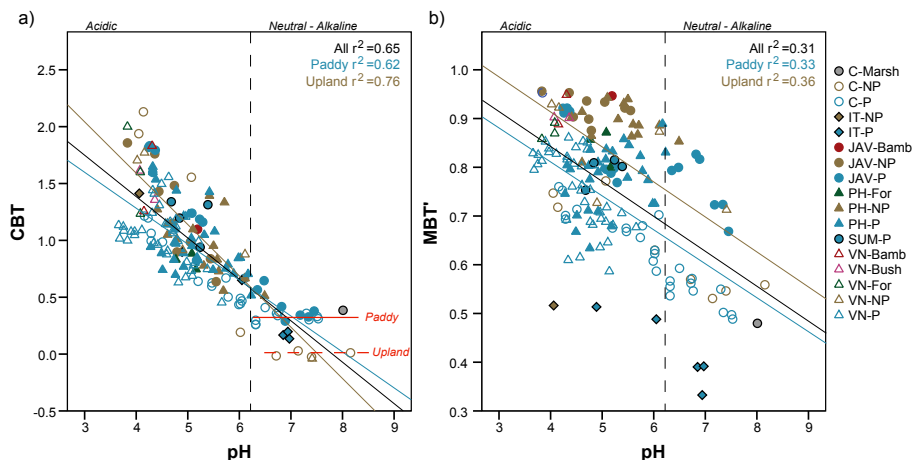 a)
Acidic
Neutral - Alkaline
All r²=0.65
Paddy r²=0.62
Upland r²=0.76
2.5
2.0
1.5
1.0
0.5
0.0
-0.5
CBT
Paddy
Upland
3 4 5 6 7 8 9
pH
b)
Acidic
Neutral - Alkaline
All r²=0.31
Paddy r²=0.33
Upland r²=0.36
1.0
0.9
0.8
0.7
0.6
0.5
0.4
0.3
MBT'
3 4 5 6 7 8 9
pH
C-Marsh
C-NP
C-P
IT-NP
IT-P
JAV-Bamb
JAV-NP
JAV-P
PH-For
PH-NP
PH-P
SUM-P
VN-Bamb
VN-Bush
VN-For
VN-NP
VN-P